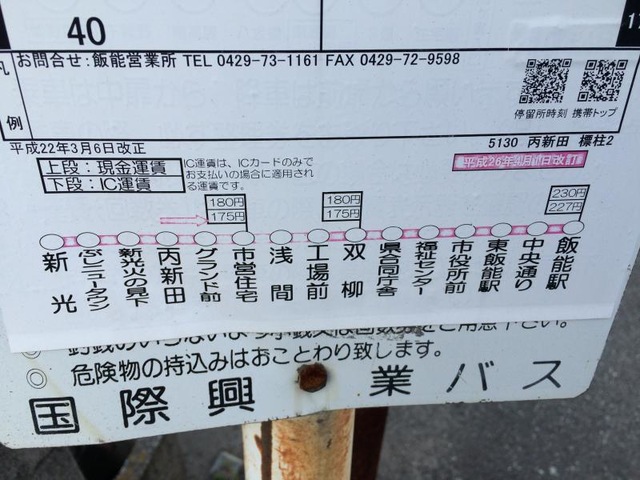 40
お問合せ:飯能営業所 TEL 0429-73-1161 FAX 0429-72-9598
凡例
停留所時刻 携帯トップ
平成22年3月6日改正
5130 丙新田 標柱2
上段:現金運賃
下段:IC運賃
IC運賃は、ICカードのみで
お支払いの場合に適用され
る運賃です。
平成26年4月1日改訂
180円
175円
180円
175円
230円
227円
新光
ぶしニュータウン
新光火の見下
丙新田
グランド前
市営住宅
浅間
工場前
双柳
県合同庁舎
福祉センター
市役所前
東飯能駅
中央通り
飯能駅
◎ 危険物の持込みはおことわり致します。
国際興業バス